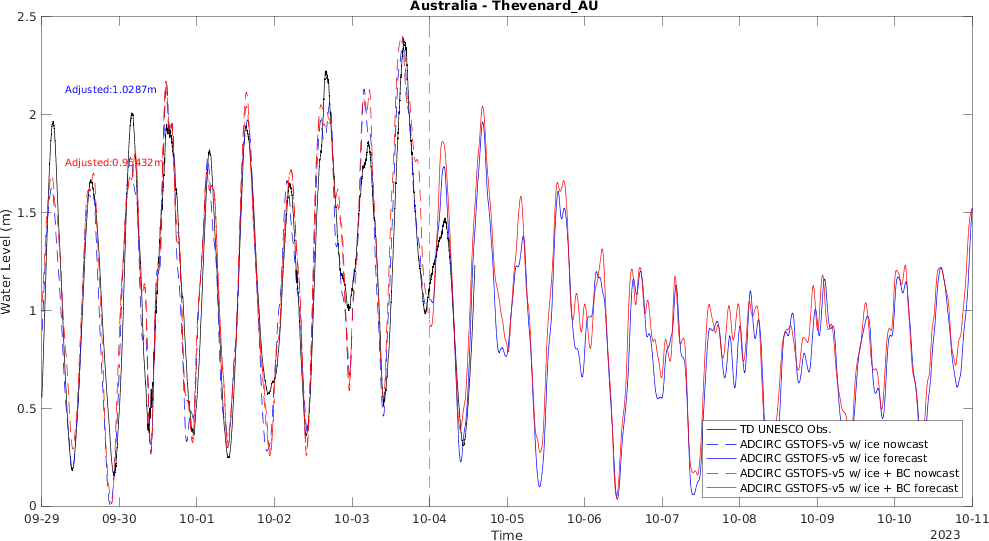 Australia - Thevenard_AU
2.5
2
1.5
1
0.5
0
Water Level (m)
Adjusted:1.0287m
Adjusted:0.95432m
TD UNESCO Obs.
ADCIRC GSTOFS-v5 w/ ice nowcast
ADCIRC GSTOFS-v5 w/ ice forecast
ADCIRC GSTOFS-v5 w/ ice + BC nowcast
ADCIRC GSTOFS-v5 w/ ice + BC forecast
09-29 09-30 10-01 10-02 10-03 10-04 10-05 10-06 10-07 10-08 10-09 10-10 10-11
Time
2023